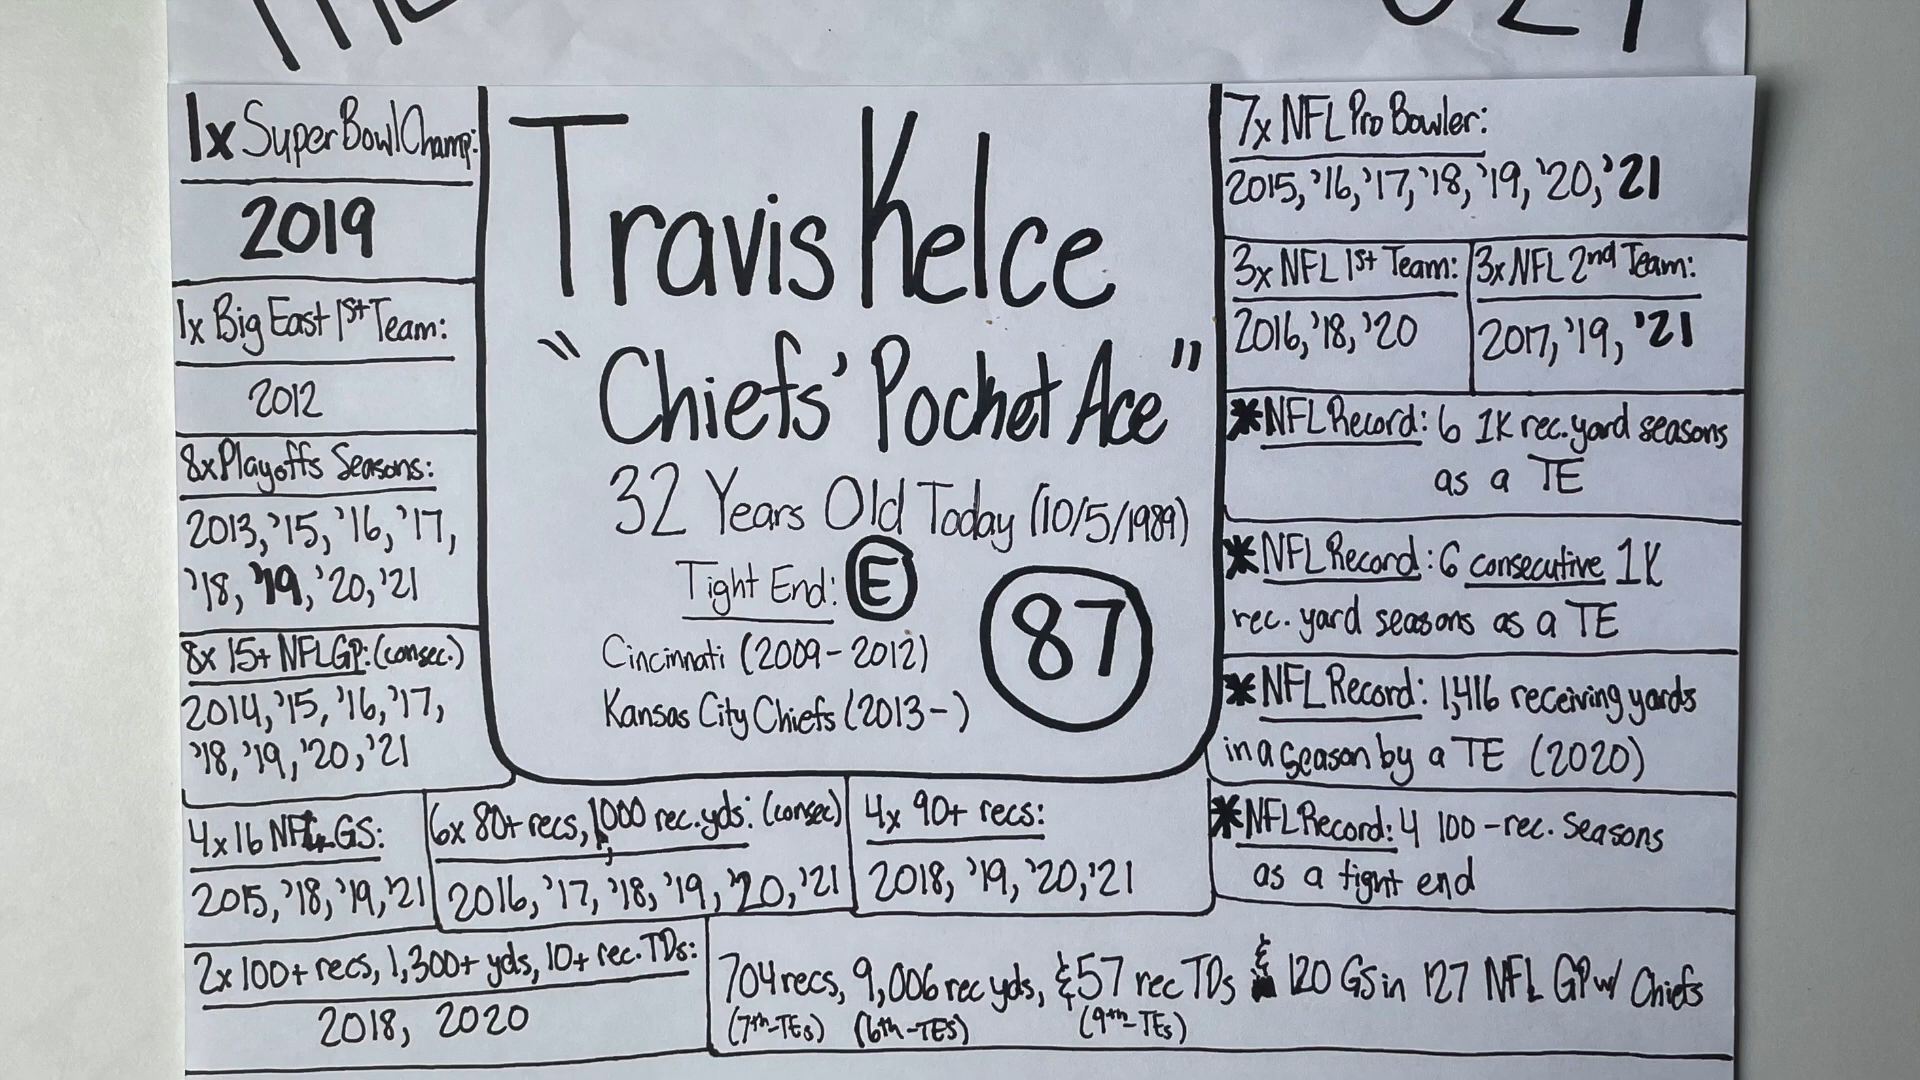 1x Super Bowl Champ:
2019
1x Big East 1st Team:
2012
8x Playoffs Seasons:
2013, '15, '16, '17,
'18, '19, '20, '21
8x 15+ NFL GP: (consec.)
2014, '15, '16, '17,
'18, '19, '20, '21
Travis Kelce
"Chiefs' Pocket Ace"
32 Years Old Today (10/5/1989)
Tight End: E
87
Cincinnati (2009-2012)
Kansas City Chiefs (2013- )
7x NFL Pro Bowler:
2015, '16, '17, '18, '19, '20, '21
3x NFL 1st Team:
2016, '18, '20
3x NFL 2nd Team:
2017, '19, '21
*NFL Record: 6 1K rec. yard seasons
as a TE
*NFL Record: 6 consecutive 1K
rec. yard seasons as a TE
*NFL Record: 1,416 receiving yards
in a season by a TE (2020)
*NFL Record: 4 100-rec. seasons
as a tight end
4x 16 NFL GS:
2015, '18, '19, '21
6x 80+ recs, 1,000 rec. yds: (consec)
2016, '17, '18, '19, '20, '21
4x 90+ recs:
2018, '19, '20, '21
2x 100+ recs, 1,300+ yds, 10+ rec. TDs:
2018, 2020
704 recs, 9,006 rec yds, & 57 rec TDs & 120 GS in 127 NFL GP w/ Chiefs
(7th-TEs) (6th-TES) (9th-TEs)